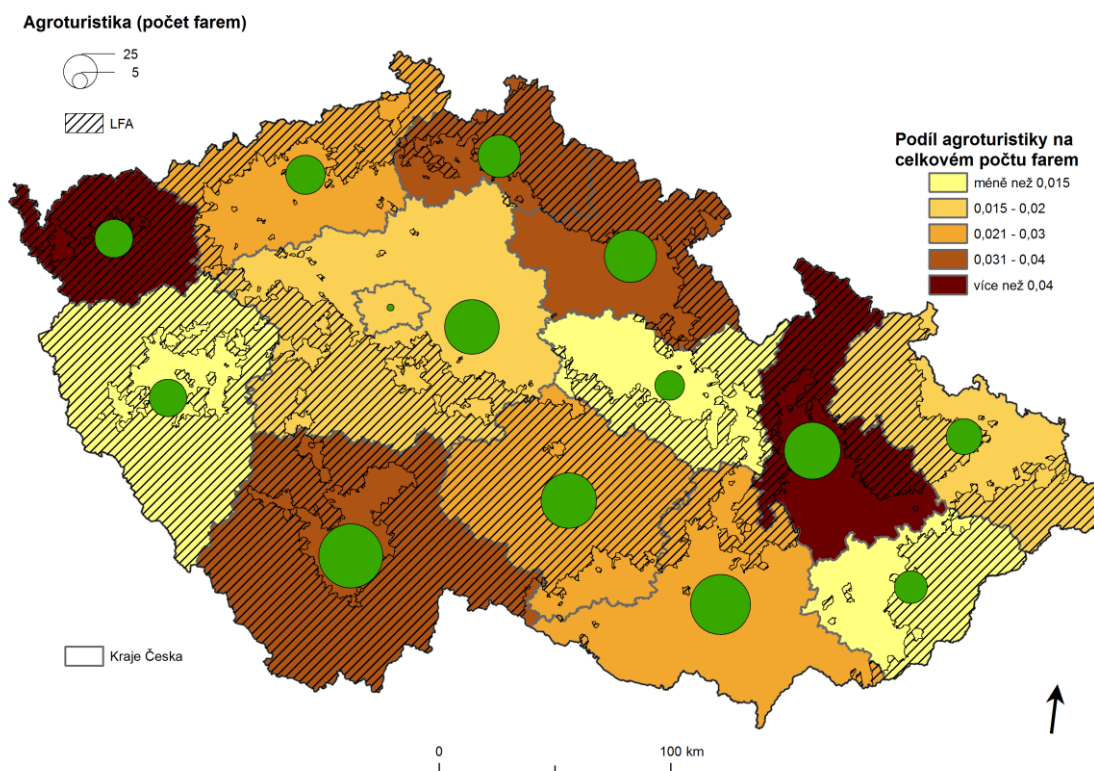 Agroturistika (počet farem)
25
5
LFA
Podíl agroturistiky na
celkovém počtu farem
méně než 0,015
0,015 - 0,02
0,021 - 0,03
0,031 - 0,04
více než 0,04
Kraje Česka
0
100 km